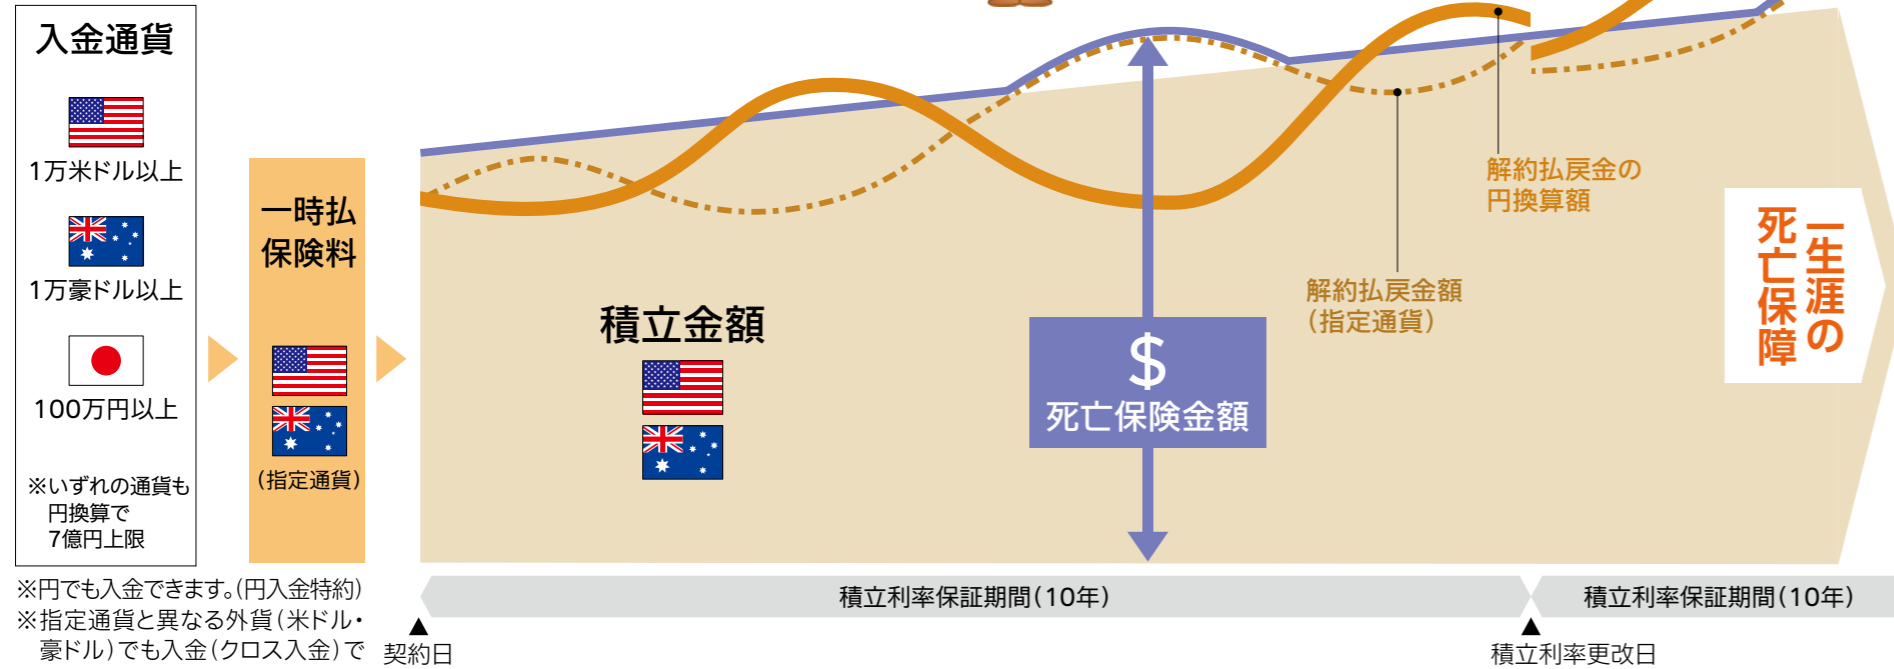 入金通貨
1万米ドル以上
1万豪ドル以上
100万円以上
※いずれの通貨も
円換算で
7億円上限
※円でも入金できます。(円入金特約)
※指定通貨と異なる外貨(米ドル・
豪ドル)でも入金(クロス入金)で
一時払
保険料
(指定通貨)
積立金額
$
死亡保険金額
解約払戻金の
円換算額
解約払戻金額
(指定通貨)
一生涯の
死亡保障
積立利率保証期間(10年)
積立利率保証期間(10年)
▲
契約日
▲
積立利率更改日